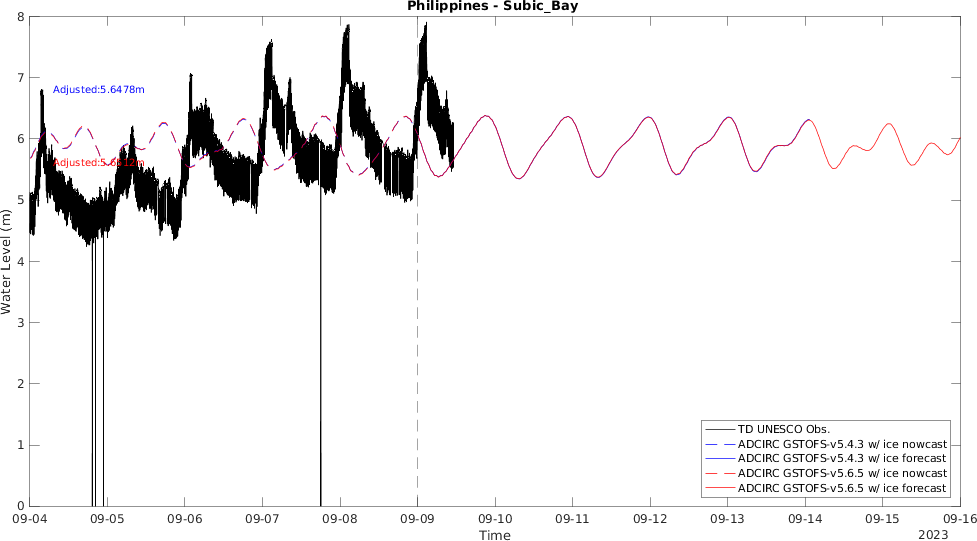 Philippines - Subic_Bay
8
7
6
5
4
3
2
1
0
Water Level (m)
Adjusted:5.6478m
TD UNESCO Obs.
ADCIRC GSTOFS-v5.4.3 w/ ice nowcast
ADCIRC GSTOFS-v5.4.3 w/ ice forecast
ADCIRC GSTOFS-v5.6.5 w/ ice nowcast
ADCIRC GSTOFS-v5.6.5 w/ ice forecast
09-04 09-05 09-06 09-07 09-08 09-09 09-10 09-11 09-12 09-13 09-14 09-15 09-16
Time
2023